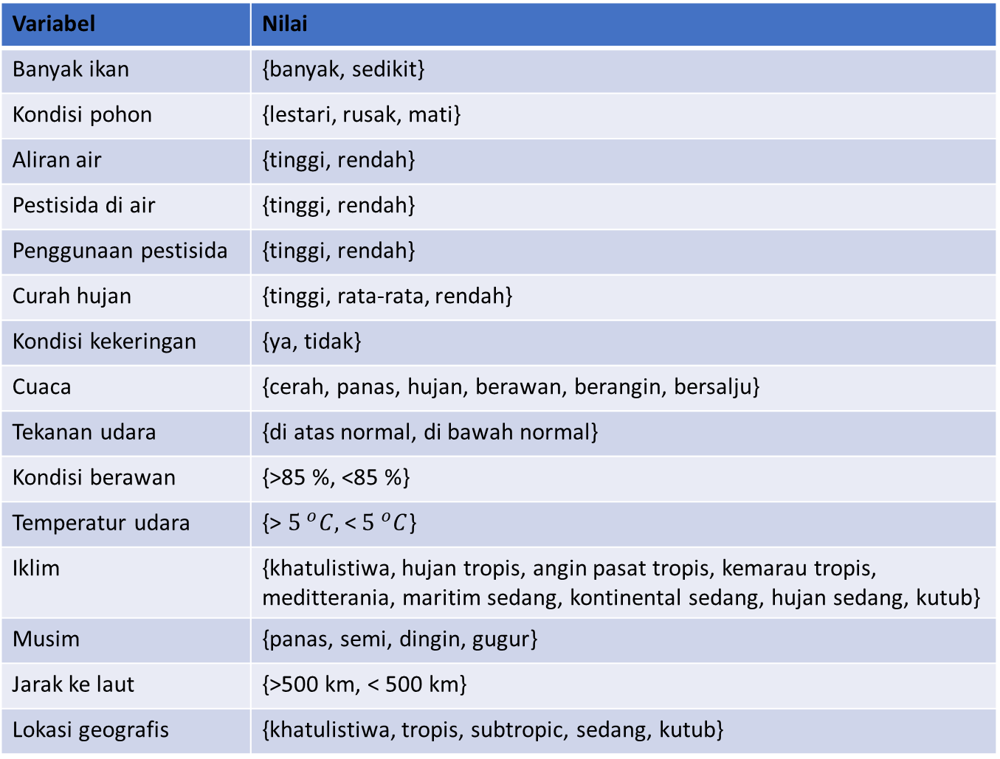 Variabel Nilai
Banyak ikan {banyak, sedikit}
Kondisi pohon {lestari, rusak, mati}
Aliran air {tinggi, rendah}
Pestisida di air {tinggi, rendah}
Penggunaan pestisida {tinggi, rendah}
Curah hujan {tinggi, rata-rata, rendah}
Kondisi kekeringan {ya, tidak}
Cuaca {cerah, panas, hujan, berawan, berangin, bersalju}
Tekanan udara {di atas normal, di bawah normal}
Kondisi berawan {>85 %, <85 %}
Temperatur udara {> 5 °C, < 5 °C}
Iklim {khatulistiwa, hujan tropis, angin pasat tropis, kemarau tropis,
meditterania, maritim sedang, kontinental sedang, hujan sedang, kutub}
Musim {panas, semi, dingin, gugur}
Jarak ke laut {>500 km, < 500 km}
Lokasi geografis {khatulistiwa, tropis, subtropic, sedang, kutub}